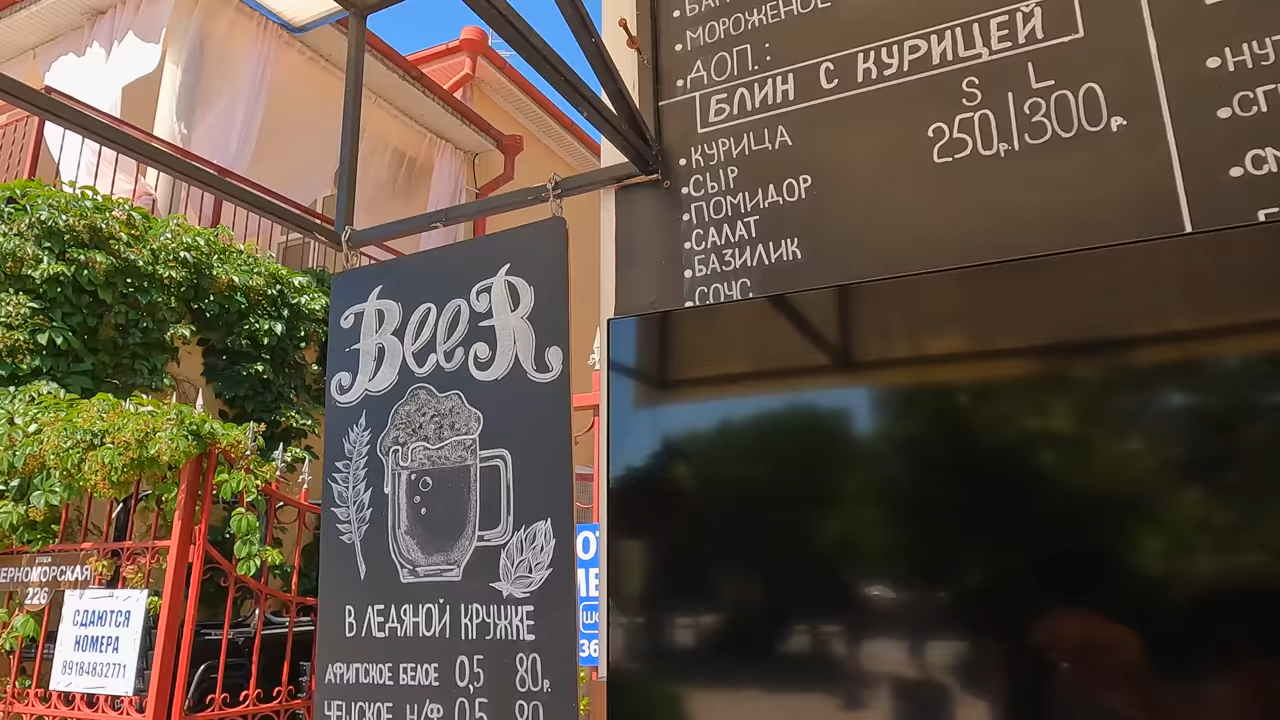 МОРОЖЕНОЕ
ДОП.:
БЛИН С КУРИЦЕЙ
S L
250р./300р.
•КУРИЦА
•СЫР
•ПОМИДОР
•САЛАТ
•БАЗИЛИК
•СОУС
BeeR
В ЛЕДЯНОЙ КРУЖКЕ
АФИПСКОЕ БЕЛОЕ 0,5 80р.
ЧЕШСКОЕ Н/Ф 0,5 80
ЕРНОМОРСКАЯ
226
СДАЮТСЯ
НОМЕРА
89184832771